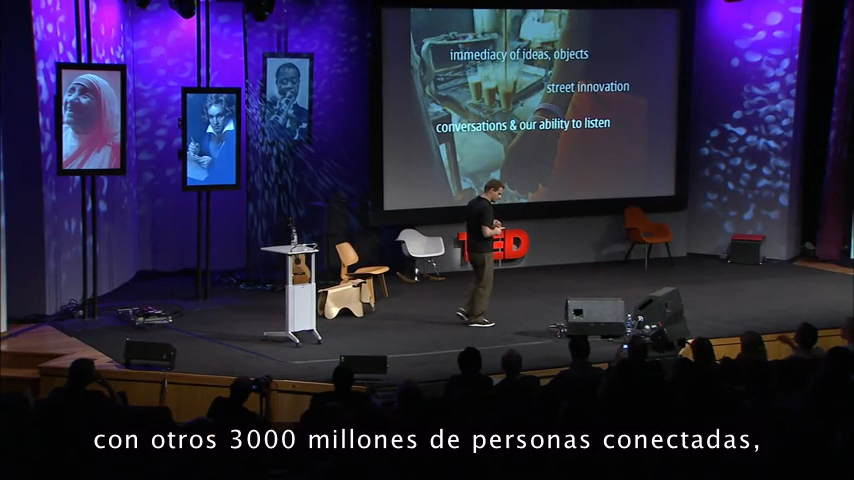 immediacy of ideas, objects
street innovation
conversations & our ability to listen
TED
con otros 3000 millones de personas conectadas,